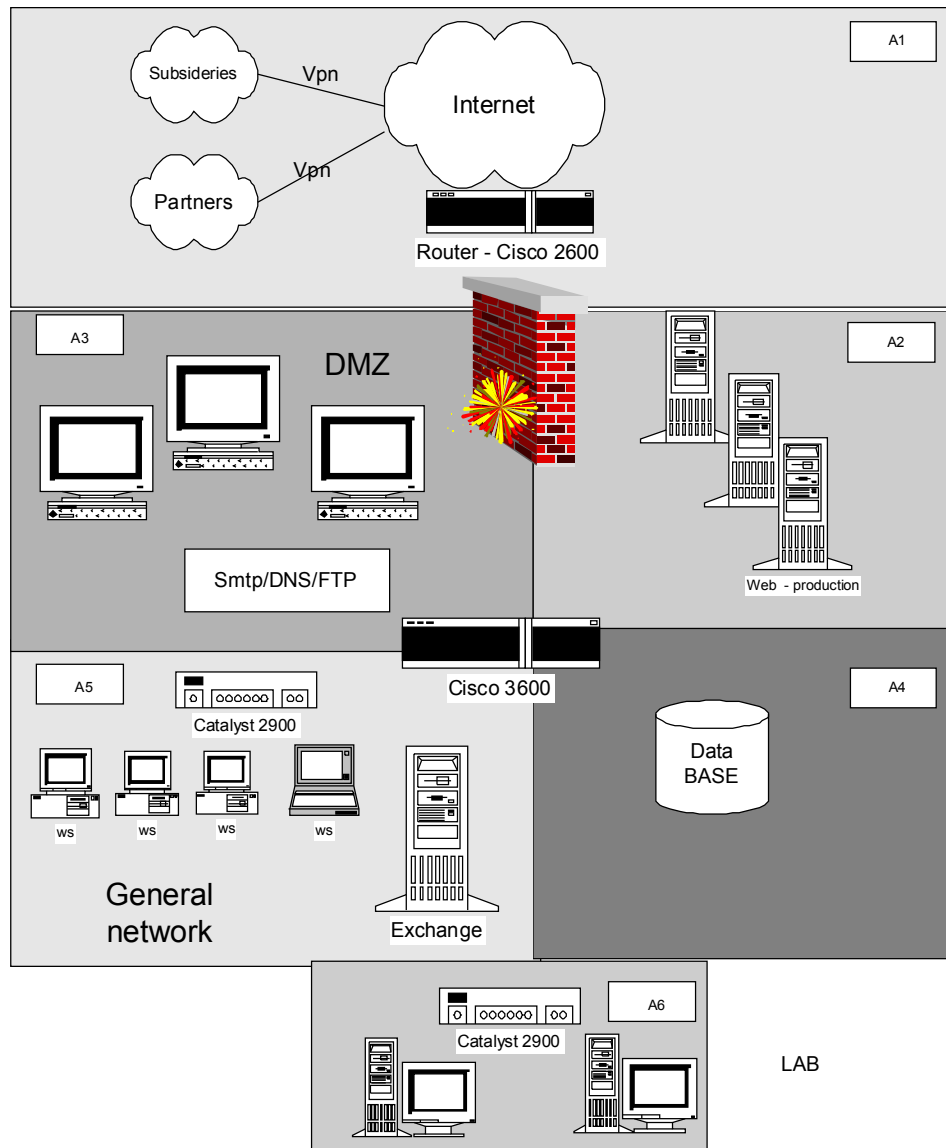 A1
Subsideries
Vpn
Internet
Vpn
Partners
Router - Cisco 2600
A3
DMZ
A2
Smtp/DNS/FTP
Web - production
A5
Catalyst 2900
Cisco 3600
A4
Data
BASE
ws
ws
ws
ws
General
network
Exchange
A6
Catalyst 2900
LAB